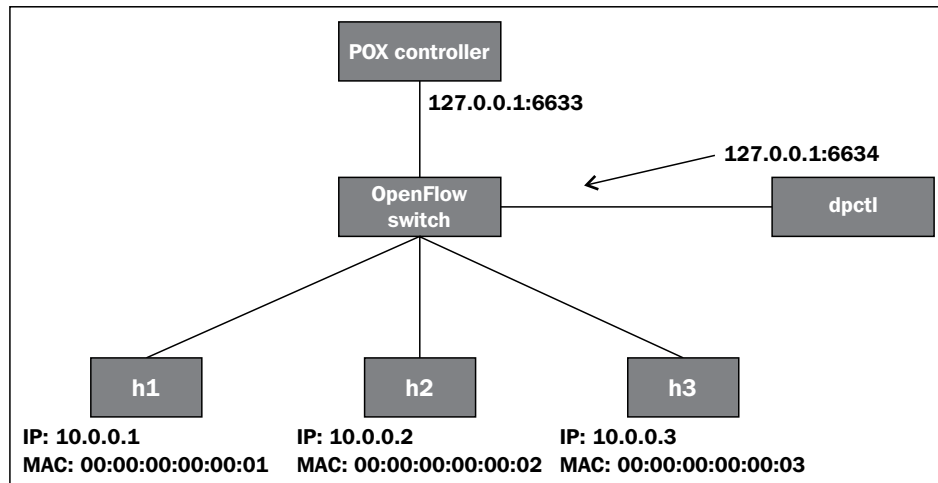 POX controller
127.0.0.1:6633
127.0.0.1:6634
OpenFlow
switch
dpctl
h1
h2
h3
IP: 10.0.0.1
MAC: 00:00:00:00:00:01
IP: 10.0.0.2
MAC: 00:00:00:00:00:02
IP: 10.0.0.3
MAC: 00:00:00:00:00:03